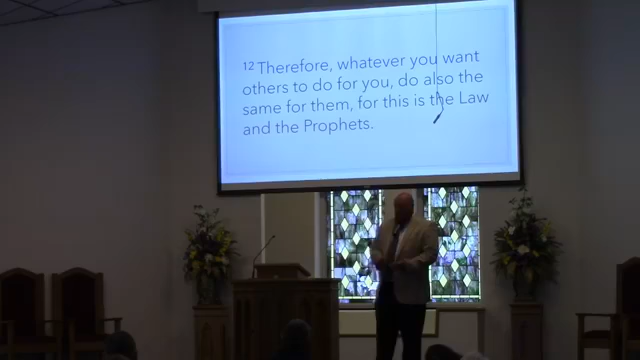 12 Therefore, whatever you want
others to do for you, do also the
same for them, for this is the Law
and the Prophets.